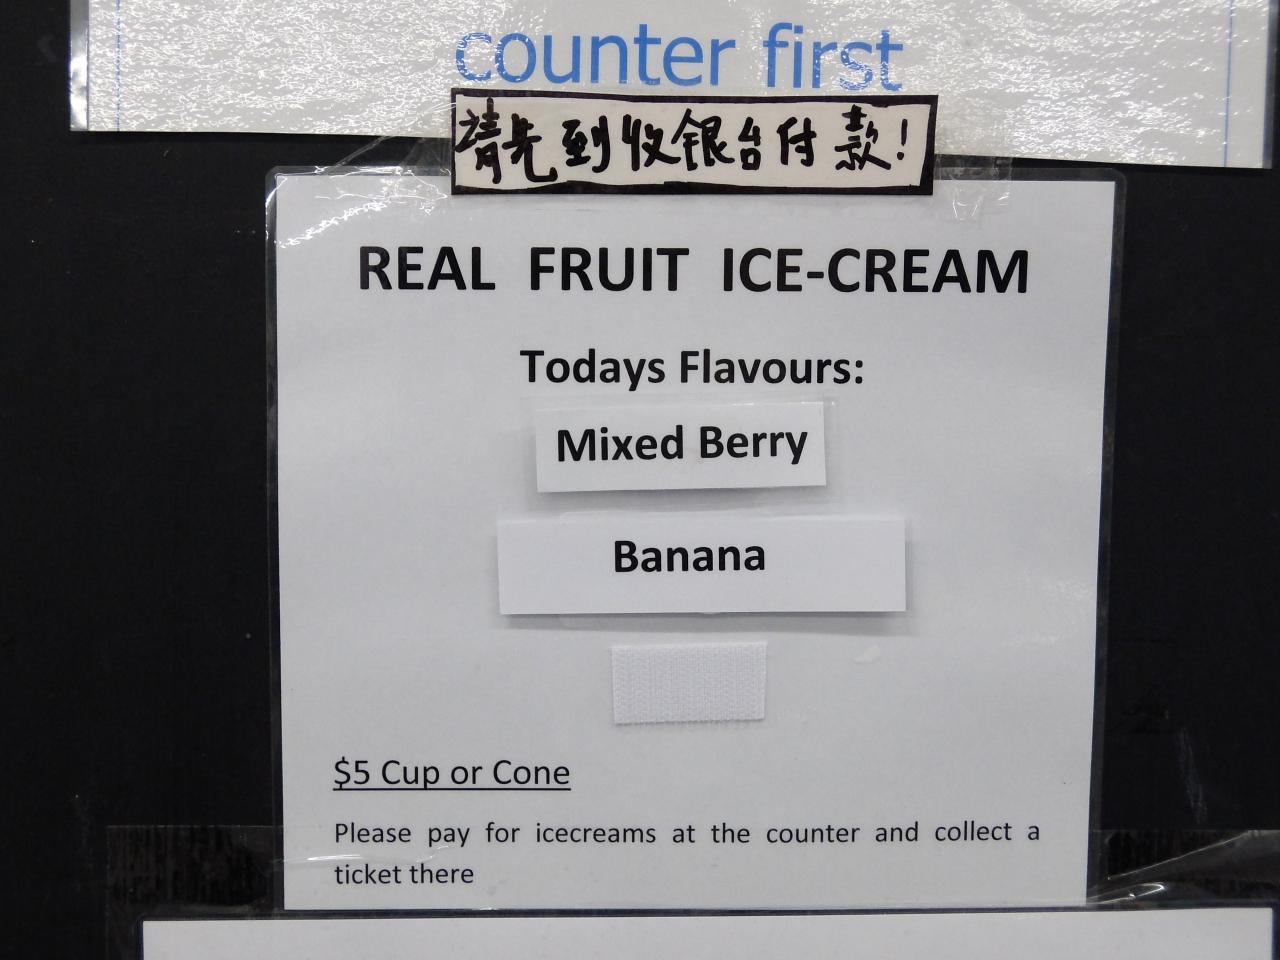 counter first
请先到收银台付款!
REAL FRUIT ICE-CREAM
Todays Flavours:
Mixed Berry
Banana
$5 Cup or Cone
Please pay for icecreams at the counter and collect a
ticket there